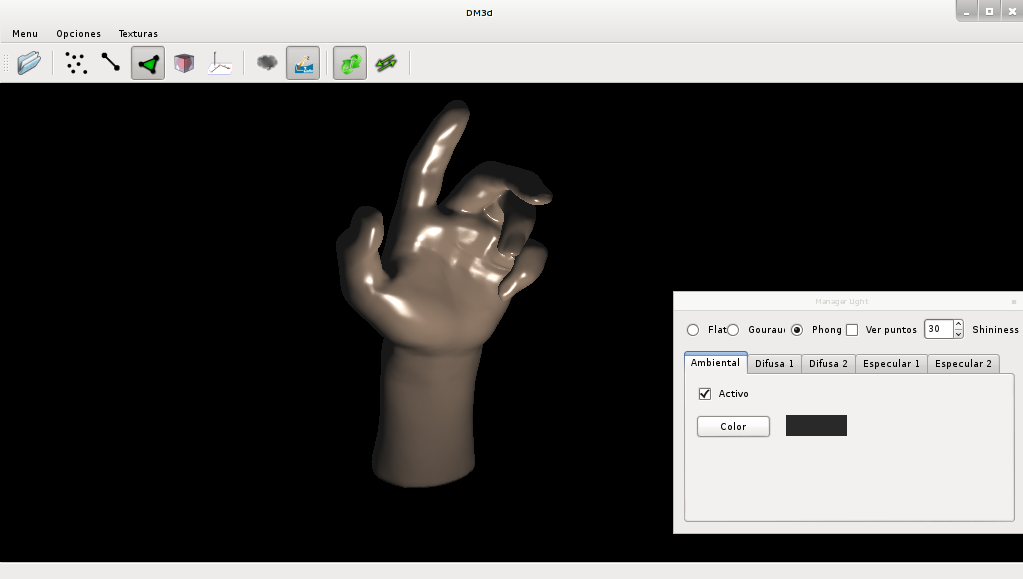 DM3d
Menu Opciones Texturas
Manager Light
Flat Gourau Phong Ver puntos 30 Shininess
Ambiental Difusa 1 Difusa 2 Especular 1 Especular 2
Activo
Color